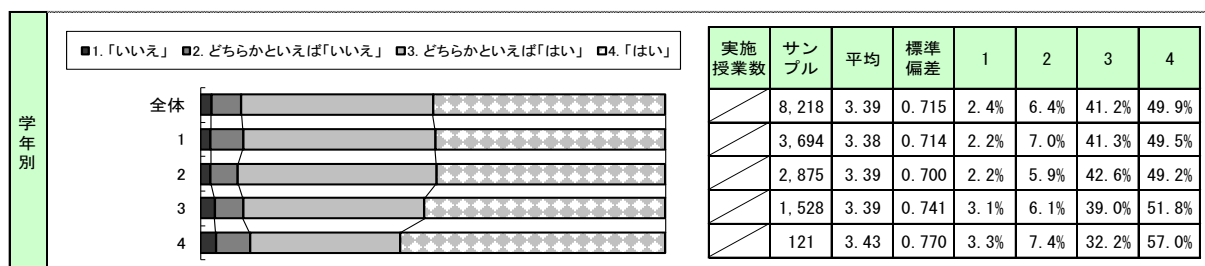 学年別
■1.「いいえ」 ■2. どちらかといえば「いいえ」 ■3. どちらかといえば「はい」 ■4.「はい」
全体
1
2
3
4
実施授業数 サンプル 平均 標準偏差 1 2 3 4
8,218 3.39 0.715 2.4% 6.4% 41.2% 49.9%
3,694 3.38 0.714 2.2% 7.0% 41.3% 49.5%
2,875 3.39 0.700 2.2% 5.9% 42.6% 49.2%
1,528 3.39 0.741 3.1% 6.1% 39.0% 51.8%
121 3.43 0.770 3.3% 7.4% 32.2% 57.0%